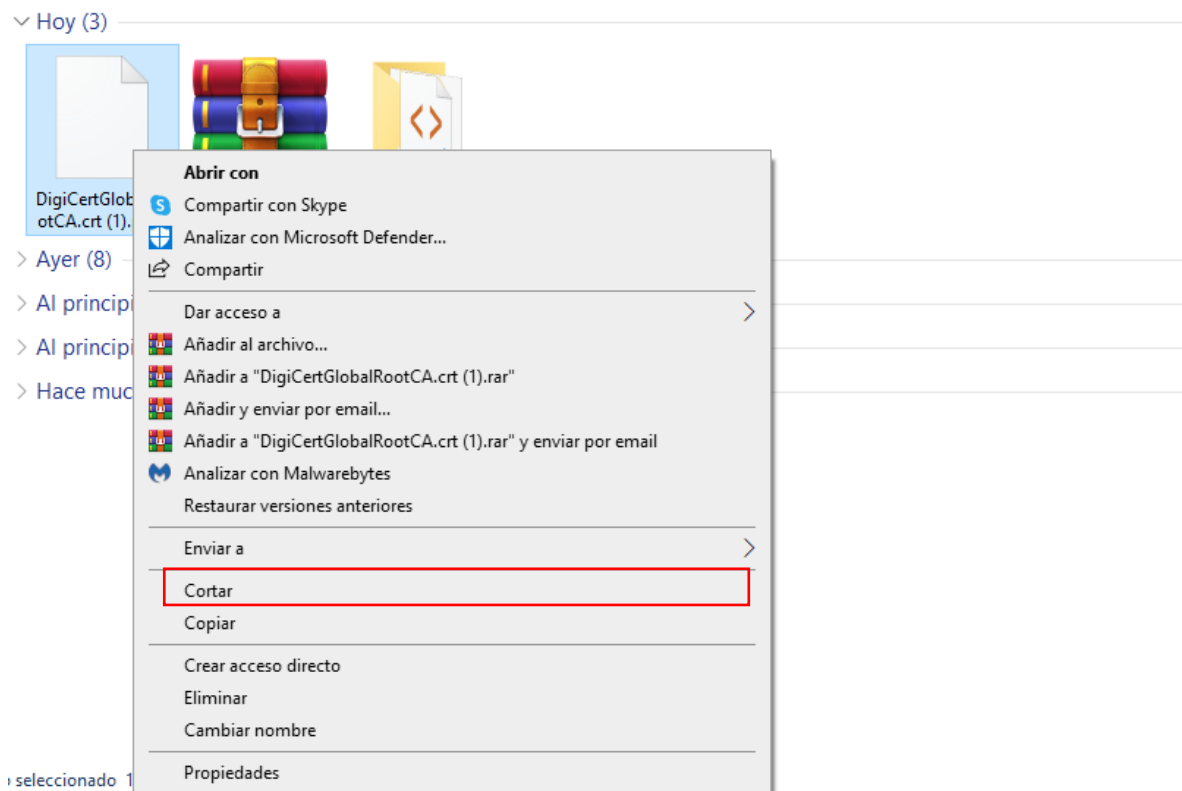 Hoy (3)
DigiCertGlob
otCA.crt (1).
Ayer (8)
Al principi
Al principi
Hace muc
Abrir con
Compartir con Skype
Analizar con Microsoft Defender...
Compartir
Dar acceso a
Añadir al archivo...
Añadir a "DigiCertGlobalRootCA.crt (1).rar"
Añadir y enviar por email...
Añadir a "DigiCertGlobalRootCA.crt (1).rar" y enviar por email
Analizar con Malwarebytes
Restaurar versiones anteriores
Enviar a
Cortar
Copiar
Crear acceso directo
Eliminar
Cambiar nombre
Propiedades
seleccionado 1